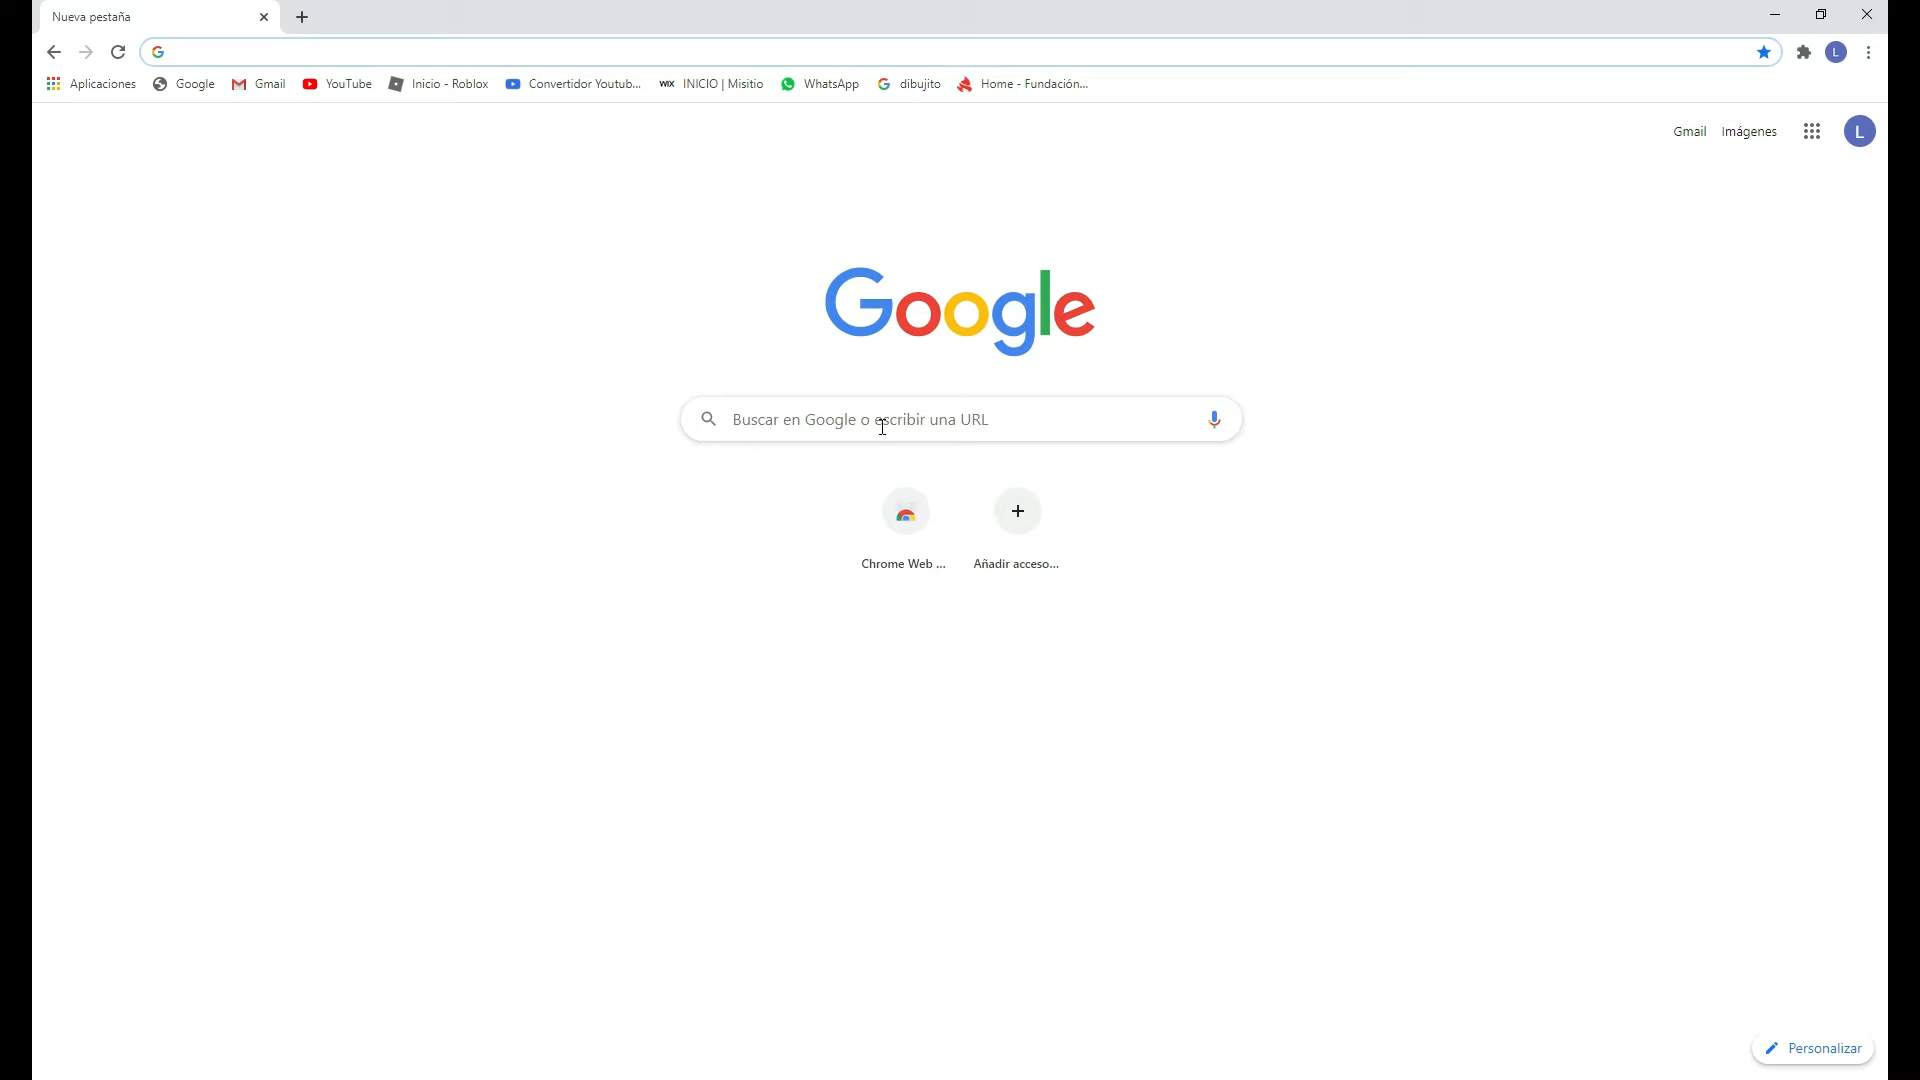 Nueva pestaña
L
Aplicaciones Google Gmail YouTube Inicio - Roblox Convertidor Youtub... WIX INICIO | Misitio WhatsApp dibujito Home - Fundación...
Gmail Imágenes L
Google
Buscar en Google o escribir una URL
Chrome Web ... Añadir acceso...
Personalizar